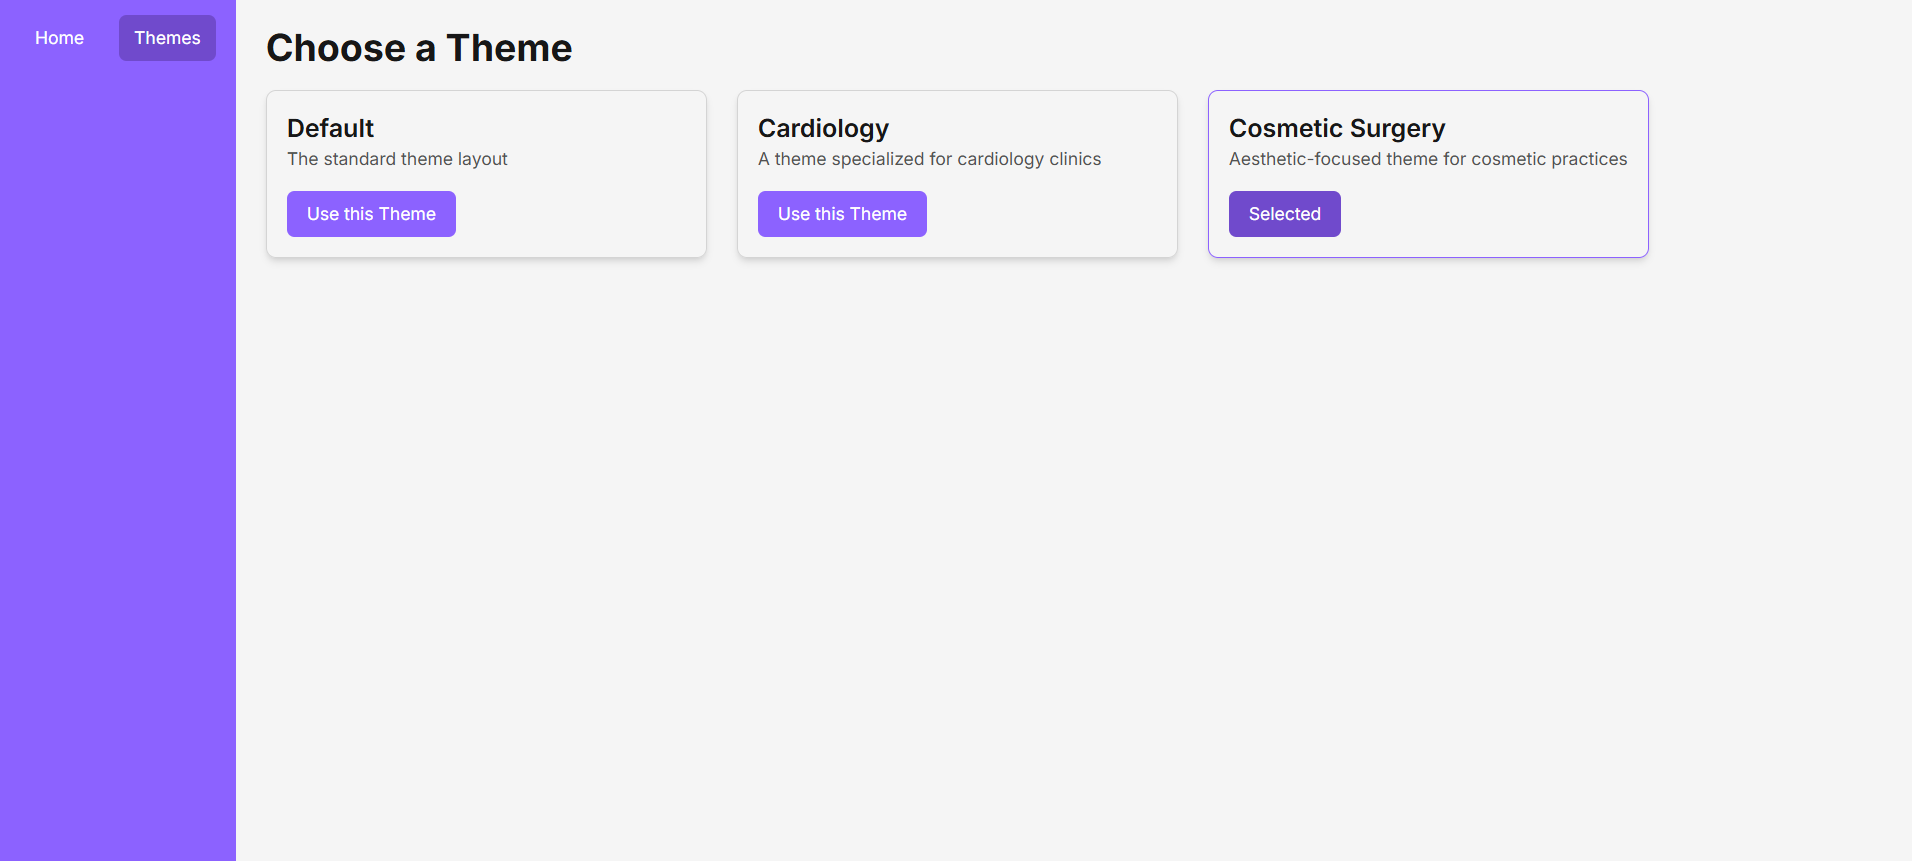 Home
Themes
Choose a Theme
Default
The standard theme layout
Use this Theme
Cardiology
A theme specialized for cardiology clinics
Use this Theme
Cosmetic Surgery
Aesthetic-focused theme for cosmetic practices
Selected